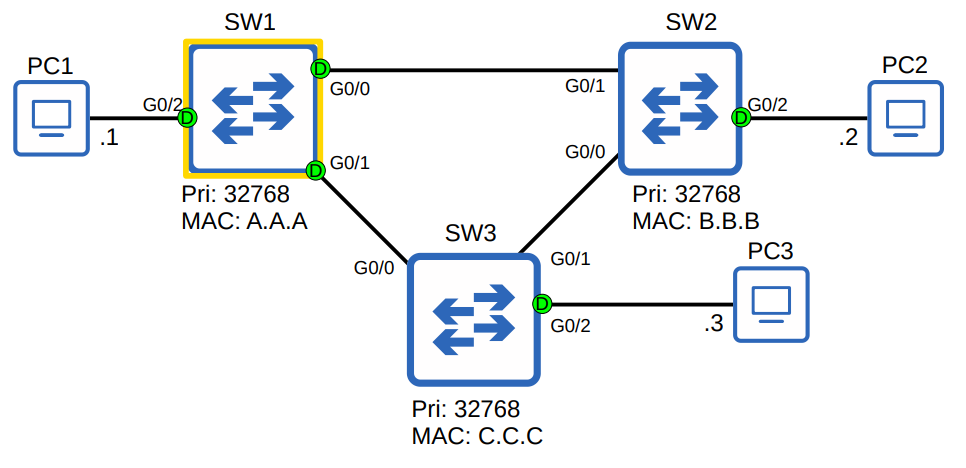 SW1
SW2
PC1
PC2
D
G0/0
G0/1
G0/2
D
D
G0/2
.1
.2
D
G0/1
G0/0
Pri: 32768
MAC: A.A.A
Pri: 32768
MAC: B.B.B
SW3
PC3
G0/0
G0/1
D
G0/2
.3
Pri: 32768
MAC: C.C.C